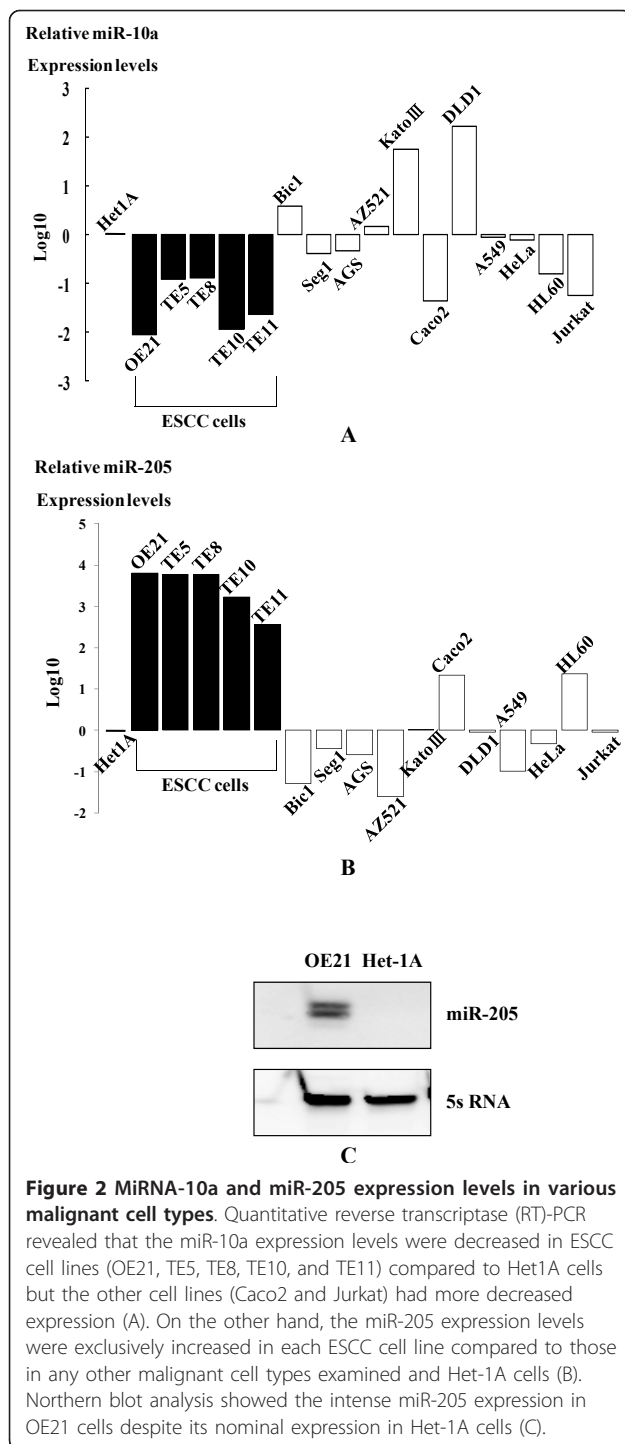 Relative miR-10a
Expression levels
3
2
1
0
-1
-2
-3
Log10
Het1A
OE21
TE5
TE8
TE10
TE11
Bic1
Seg1
AGS
AZ521
KatoIII
Caco2
DLD1
A549
HeLa
HL60
Jurkat
ESCC cells
A
Relative miR-205
Expression levels
5
4
3
2
1
0
-1
-2
Log10
Het1A
OE21
TE5
TE8
TE10
TE11
Bic1
Seg1
AGS
AZ521
KatoIII
Caco2
DLD1
A549
HeLa
HL60
Jurkat
ESCC cells
B
OE21 Het-1A
miR-205
5s RNA
C
Figure 2 MiRNA-10a and miR-205 expression levels in various
malignant cell types. Quantitative reverse transcriptase (RT)-PCR
revealed that the miR-10a expression levels were decreased in ESCC
cell lines (OE21, TE5, TE8, TE10, and TE11) compared to Het1A cells
but the other cell lines (Caco2 and Jurkat) had more decreased
expression (A). On the other hand, the miR-205 expression levels
were exclusively increased in each ESCC cell line compared to those
in any other malignant cell types examined and Het-1A cells (B).
Northern blot analysis showed the intense miR-205 expression in
OE21 cells despite its nominal expression in Het-1A cells (C).